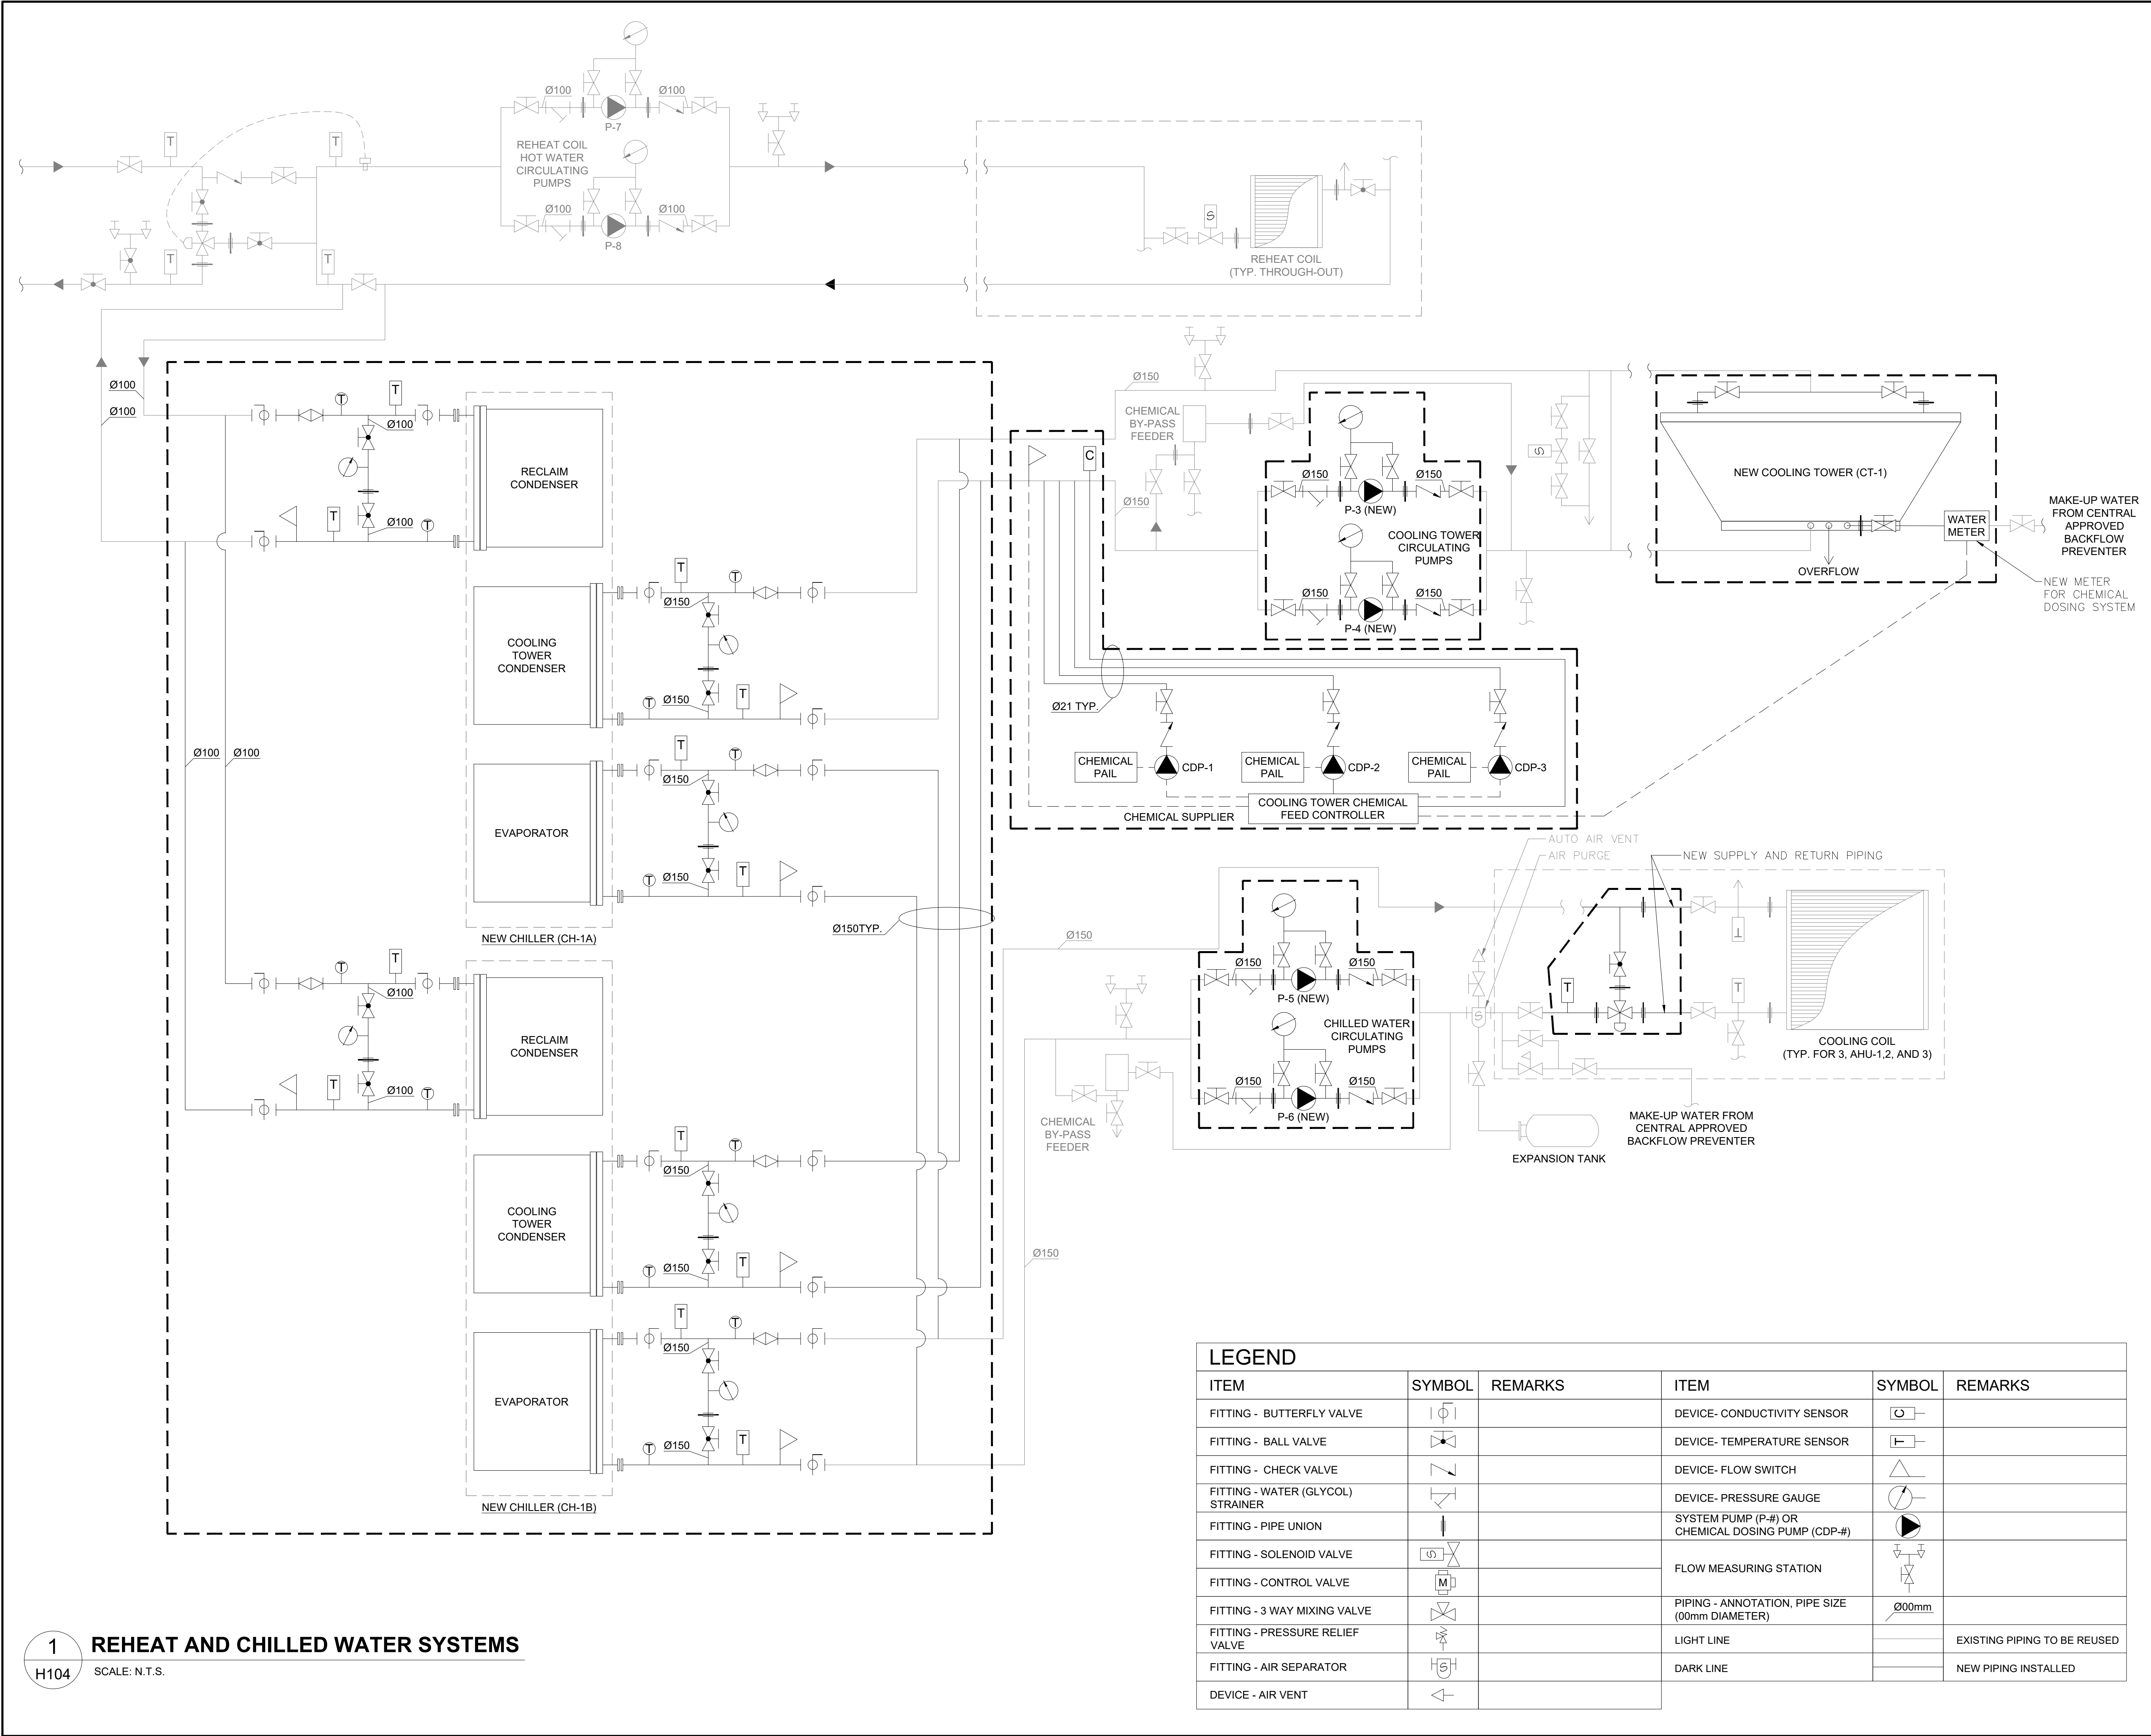 Ø100
Ø100
P-7
REHEAT COIL
HOT WATER
CIRCULATING
PUMPS
Ø100
Ø100
P-8
T
T
T
T
S
REHEAT COIL
(TYP. THROUGH-OUT)
Ø100
Ø100
T
T
Ø100
RECLAIM
CONDENSER
T
Ø100
T
T
T
Ø150
COOLING
TOWER
CONDENSER
T
Ø150
T
T
T
Ø150
EVAPORATOR
T
Ø150
T
NEW CHILLER (CH-1A)
Ø100
Ø100
Ø150TYP.
T
T
Ø100
RECLAIM
CONDENSER
T
Ø100
T
T
T
Ø150
COOLING
TOWER
CONDENSER
T
Ø150
T
T
T
Ø150
EVAPORATOR
T
Ø150
T
NEW CHILLER (CH-1B)
Ø150
CHEMICAL
BY-PASS
FEEDER
C
Ø150
Ø150
Ø150
P-3 (NEW)
COOLING TOWER
CIRCULATING
PUMPS
Ø150
Ø150
P-4 (NEW)
S
NEW COOLING TOWER (CT-1)
WATER
METER
OVERFLOW
MAKE-UP WATER
FROM CENTRAL
APPROVED
BACKFLOW
PREVENTER
NEW METER
FOR CHEMICAL
DOSING SYSTEM
Ø21 TYP.
CHEMICAL
PAIL
CDP-1
CHEMICAL
PAIL
CDP-2
CHEMICAL
PAIL
CDP-3
COOLING TOWER CHEMICAL
FEED CONTROLLER
CHEMICAL SUPPLIER
AUTO AIR VENT
AIR PURGE
NEW SUPPLY AND RETURN PIPING
Ø150
Ø150
Ø150
P-5 (NEW)
CHILLED WATER
CIRCULATING
PUMPS
Ø150
Ø150
P-6 (NEW)
CHEMICAL
BY-PASS
FEEDER
Ø150
S
T
T
T
COOLING COIL
(TYP. FOR 3, AHU-1,2, AND 3)
MAKE-UP WATER FROM
CENTRAL APPROVED
BACKFLOW PREVENTER
EXPANSION TANK
LEGEND
ITEM SYMBOL REMARKS ITEM SYMBOL REMARKS
FITTING - BUTTERFLY VALVE
DEVICE- CONDUCTIVITY SENSOR C
FITTING - BALL VALVE
DEVICE- TEMPERATURE SENSOR T
FITTING - CHECK VALVE
DEVICE- FLOW SWITCH
FITTING - WATER (GLYCOL)
STRAINER
DEVICE- PRESSURE GAUGE
FITTING - PIPE UNION
SYSTEM PUMP (P-#) OR
CHEMICAL DOSING PUMP (CDP-#)
FITTING - SOLENOID VALVE S
FLOW MEASURING STATION
FITTING - CONTROL VALVE M
FITTING - 3 WAY MIXING VALVE
PIPING - ANNOTATION, PIPE SIZE
(00mm DIAMETER)
Ø00mm
FITTING - PRESSURE RELIEF
VALVE
LIGHT LINE EXISTING PIPING TO BE REUSED
FITTING - AIR SEPARATOR S
DARK LINE NEW PIPING INSTALLED
DEVICE - AIR VENT
1
H104
REHEAT AND CHILLED WATER SYSTEMS
SCALE: N.T.S.